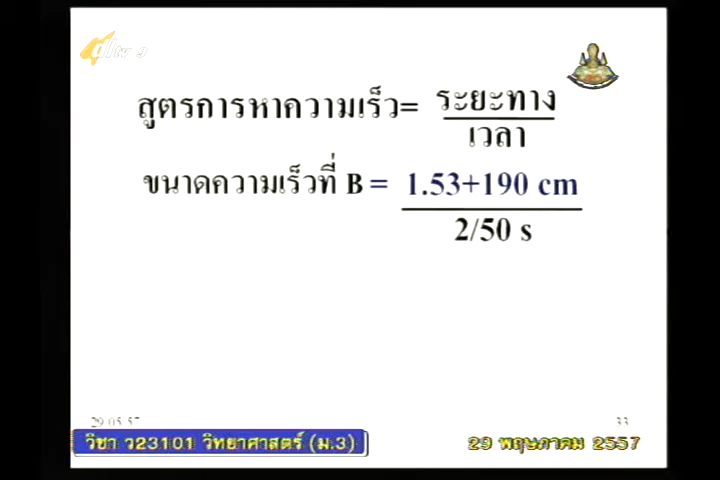 สูตรการหาความเร็ว= ระยะทาง
เวลา
ขนาดความเร็วที่ B = 1.53+190 cm
2/50 s
29.05.57
33
วิชา ว23101 วิทยาศาสตร์ (ม.3)
29 พฤษภาคม 2557